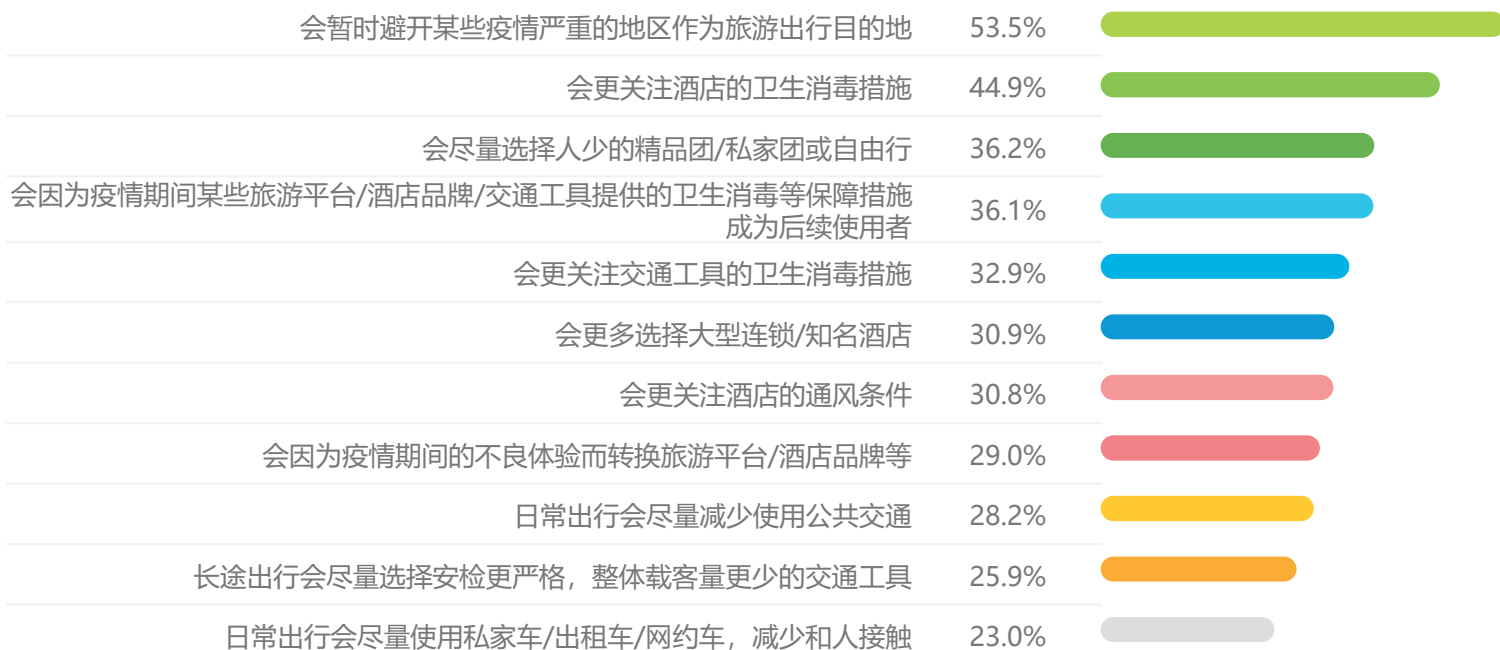 会暂时避开某些疫情严重的地区作为旅游出行目的地 53.5%
会更关注酒店的卫生消毒措施 44.9%
会尽量选择人少的精品团/私家团或自由行 36.2%
会因为疫情期间某些旅游平台/酒店品牌/交通工具提供的卫生消毒等保障措施
成为后续使用者 36.1%
会更关注交通工具的卫生消毒措施 32.9%
会更多选择大型连锁/知名酒店 30.9%
会更关注酒店的通风条件 30.8%
会因为疫情期间的不良体验而转换旅游平台/酒店品牌等 29.0%
日常出行会尽量减少使用公共交通 28.2%
长途出行会尽量选择安检更严格，整体载客量更少的交通工具 25.9%
日常出行会尽量使用私家车/出租车/网约车，减少和人接触 23.0%